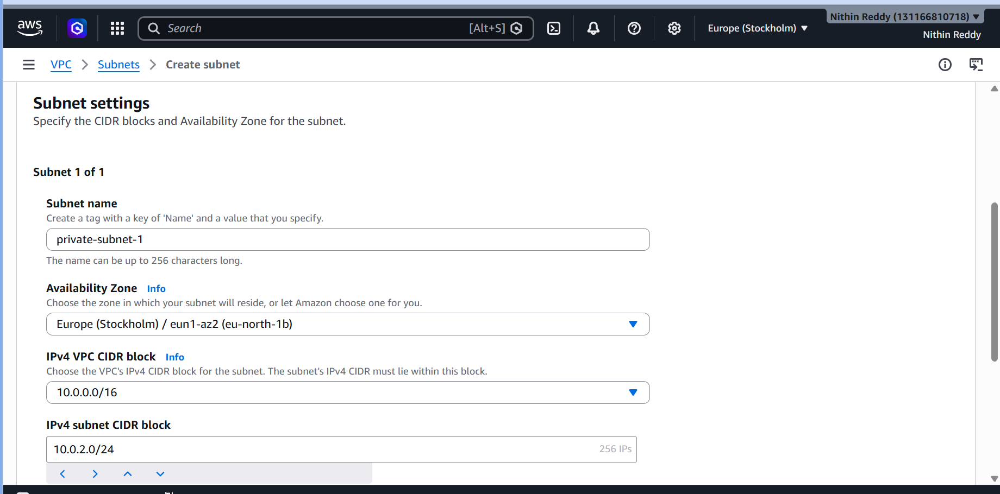 aws
Search [Alt+S]
Europe (Stockholm)
Nithin Reddy (131166810718)
Nithin Reddy
VPC Subnets Create subnet
Subnet settings
Specify the CIDR blocks and Availability Zone for the subnet.
Subnet 1 of 1
Subnet name
Create a tag with a key of 'Name' and a value that you specify.
private-subnet-1
The name can be up to 256 characters long.
Availability Zone Info
Choose the zone in which your subnet will reside, or let Amazon choose one for you.
Europe (Stockholm) / eun1-az2 (eu-north-1b)
IPv4 VPC CIDR block Info
Choose the VPC's IPv4 CIDR block for the subnet. The subnet's IPv4 CIDR must lie within this block.
10.0.0.0/16
IPv4 subnet CIDR block
10.0.2.0/24 256 IPs